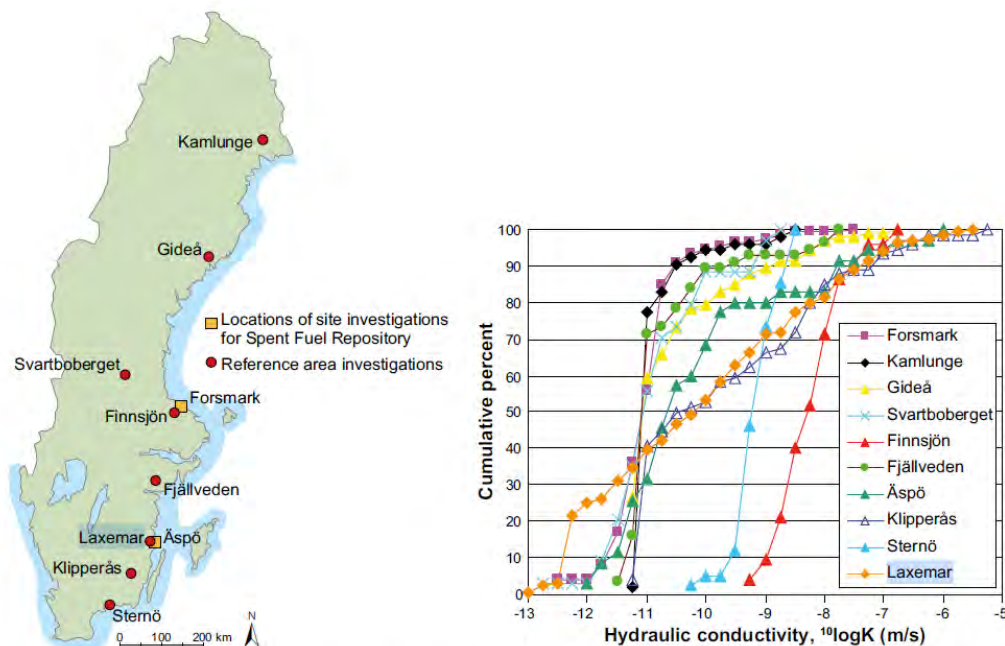 Kamlunge
Gideå
Locations of site investigations
for Spent Fuel Repository
Reference area investigations
Svartboberget
Forsmark
Finnsjön
Fjällveden
Laxemar
Äspö
Klipperås
Sternö
N
0
100
200 km
Cumulative percent
100
90
80
70
60
50
40
30
20
10
0
Forsmark
Kamlunge
Gideå
Svartboberget
Finnsjön
Fjällveden
Äspö
Klipperås
Sternö
Laxemar
-13 -12 -11 -10 -9 -8 -7 -6 -5
Hydraulic conductivity, ¹⁰logK (m/s)